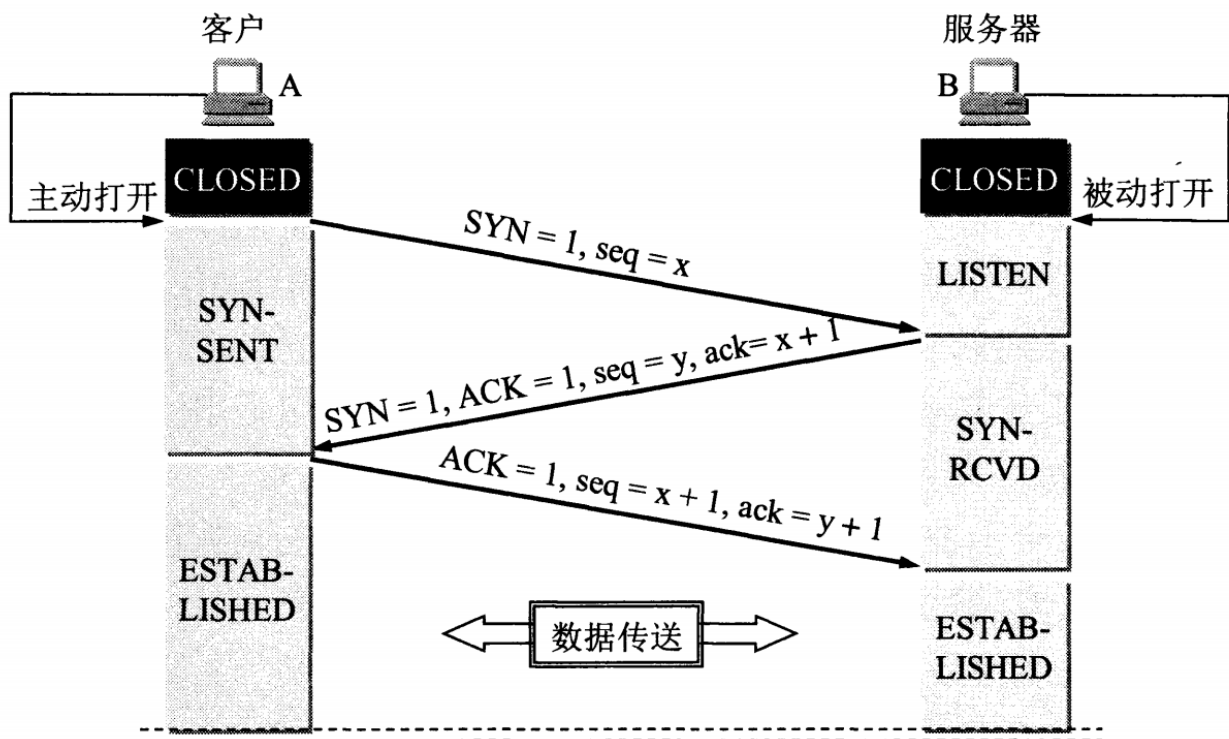 客户
服务器
A
B
CLOSED
CLOSED
主动打开
被动打开
SYN = 1, seq = x
LISTEN
SYN-
SENT
SYN = 1, ACK = 1, seq = y, ack= x + 1
SYN-
RCVD
ACK = 1, seq = x + 1, ack = y + 1
ESTAB-
LISHED
数据传送
ESTAB-
LISHED